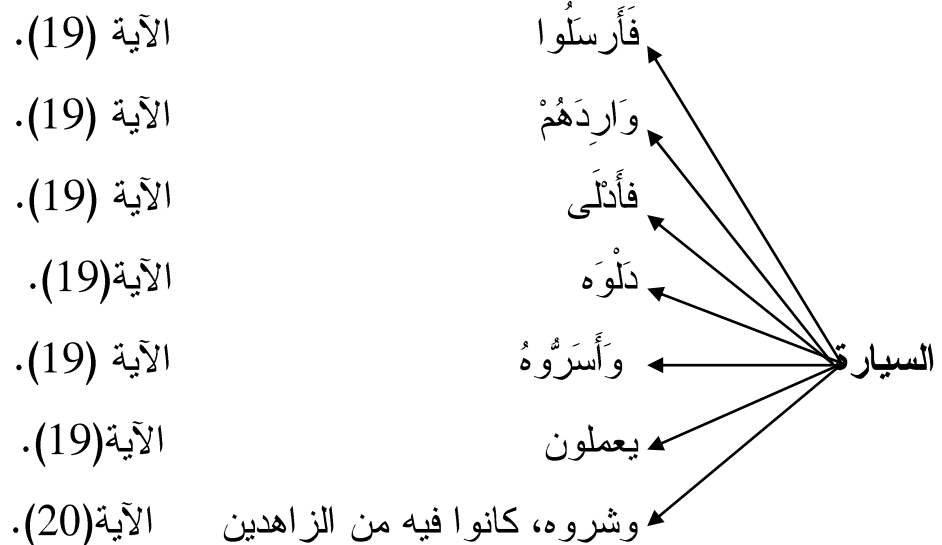 فَأَرسَلُوا الآية (19).
وَارِدَهُمْ الآية (19).
فأَدْلَى الآية (19).
دَلْوَه الآية(19).
السيارة وَأَسَرُّوهُ الآية (19).
يعملون الآية(19).
وشروه، كانوا فيه من الزاهدين الآية(20).